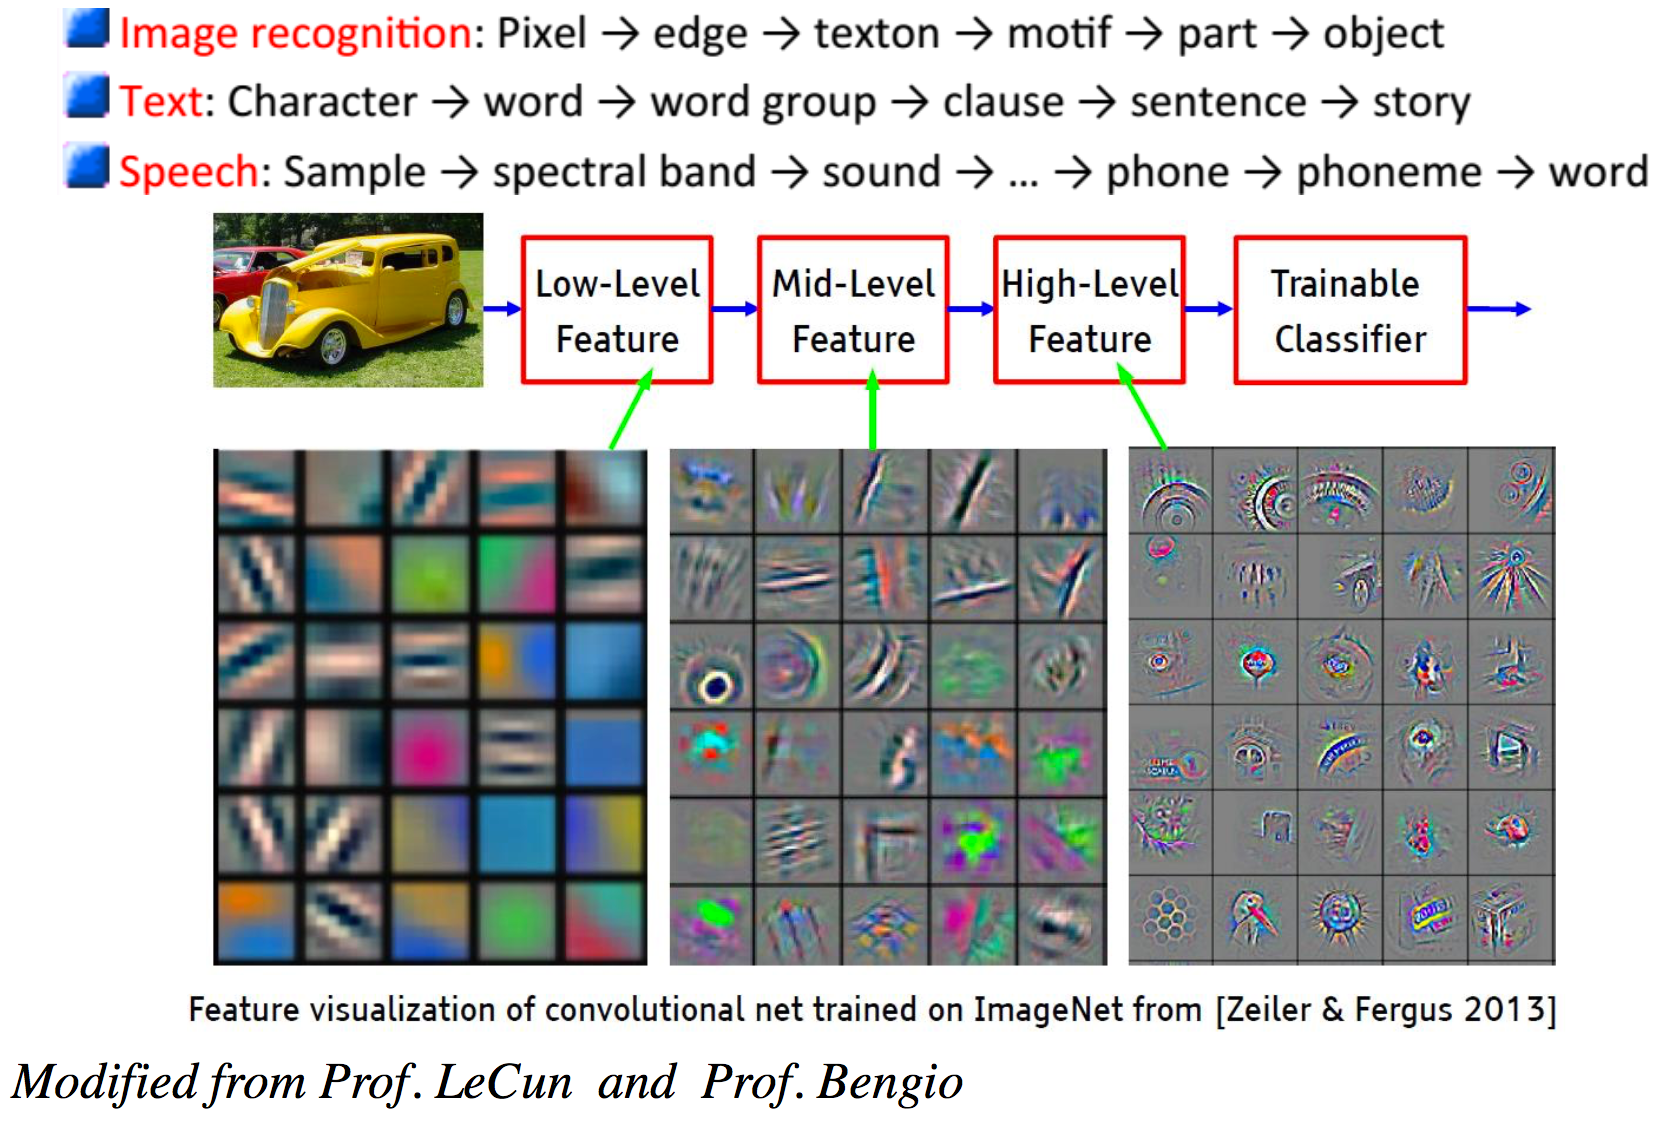 Image recognition: Pixel → edge → texton → motif → part → object
Text: Character → word → word group → clause → sentence → story
Speech: Sample → spectral band → sound → ... → phone → phoneme → word
Low-Level
Feature
Mid-Level
Feature
High-Level
Feature
Trainable
Classifier
Feature visualization of convolutional net trained on ImageNet from [Zeiler & Fergus 2013]
Modified from Prof. LeCun and Prof. Bengio